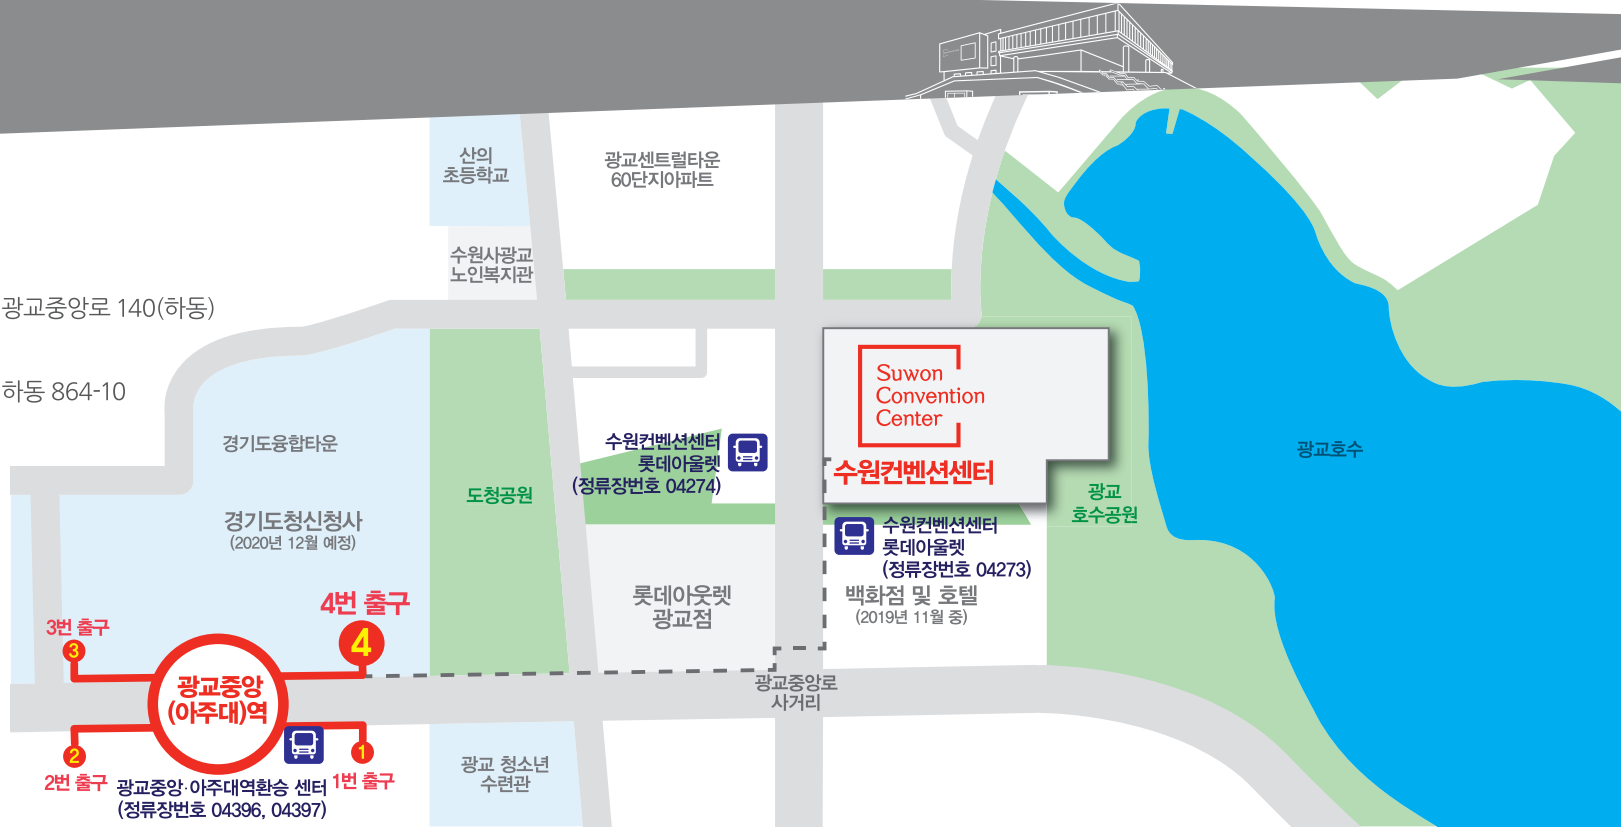 산의
초등학교
광교센트럴타운
60단지아파트
수원사광교
노인복지관
광교중앙로 140(하동)
하동 864-10
Suwon
Convention
Center
수원컨벤션센터
경기도융합타운
수원컨벤션센터
롯데아울렛
(정류장번호 04274)
광교호수
도청공원
광교
호수공원
경기도청신청사
(2020년 12월 예정)
수원컨벤션센터
롯데아울렛
(정류장번호 04273)
롯데아웃렛
광교점
백화점 및 호텔
(2019년 11월 중)
4번 출구
4
3번 출구
3
광교중앙
(아주대)역
광교중앙로
사거리
2
2번 출구
1
1번 출구
광교중앙·아주대역환승 센터
(정류장번호 04396, 04397)
광교 청소년
수련관